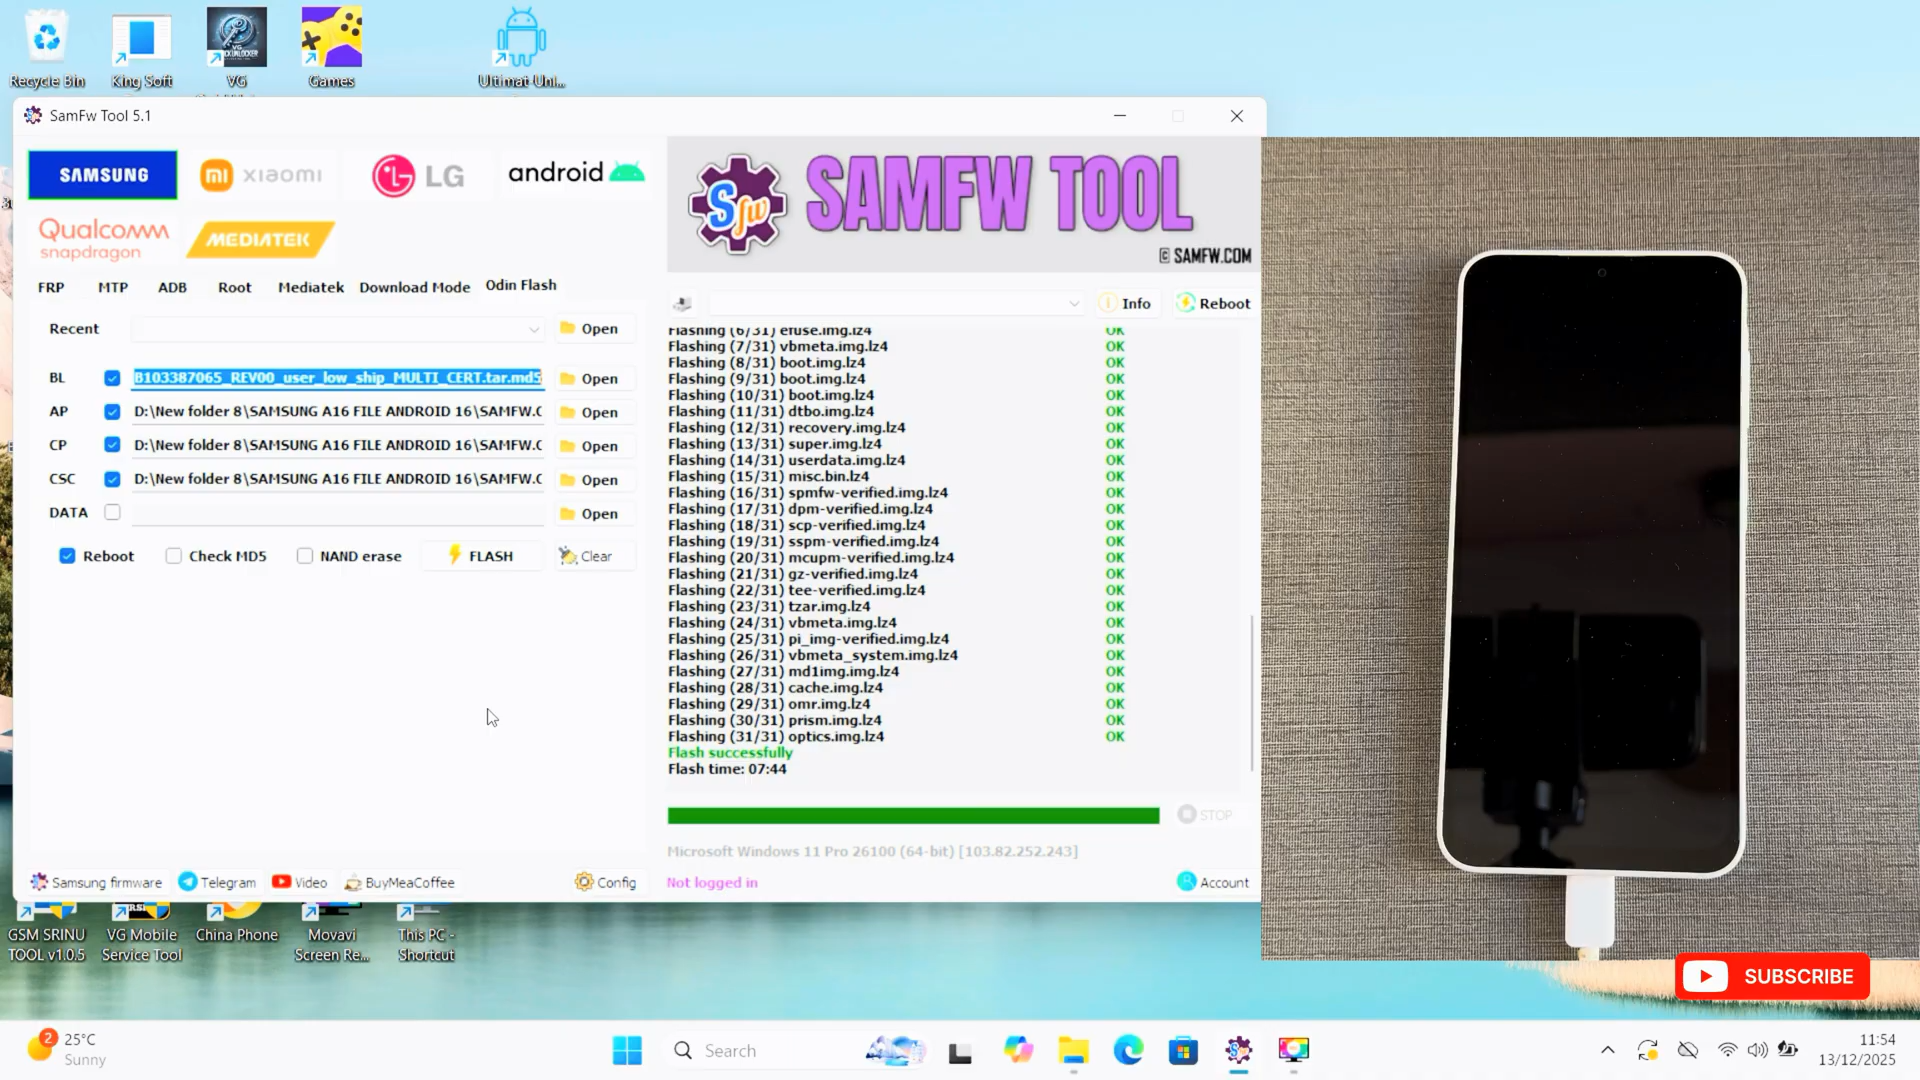 Recycle Bin
King Soft
VG
Games
Ultimat Unl...
SamFw Tool 5.1
SAMSUNG
xiaomi
LG
android
Qualcomm
snapdragon
MEDIATEK
SAMFW TOOL
© SAMFW.COM
FRP
MTP
ADB
Root
Mediatek
Download Mode
Odin Flash
Recent
Open
BL
B103387065_REV00_user_low_ship_MULTI_CERT.tar.md5
Open
AP
D:\New folder 8\SAMSUNG A16 FILE ANDROID 16\SAMFW.C
Open
CP
D:\New folder 8\SAMSUNG A16 FILE ANDROID 16\SAMFW.C
Open
CSC
D:\New folder 8\SAMSUNG A16 FILE ANDROID 16\SAMFW.C
Open
DATA
Open
Reboot
Check MD5
NAND erase
FLASH
Clear
Info
Reboot
Flashing (6/31) efuse.img.lz4 OK
Flashing (7/31) vbmeta.img.lz4 OK
Flashing (8/31) boot.img.lz4 OK
Flashing (9/31) boot.img.lz4 OK
Flashing (10/31) boot.img.lz4 OK
Flashing (11/31) dtbo.img.lz4 OK
Flashing (12/31) recovery.img.lz4 OK
Flashing (13/31) super.img.lz4 OK
Flashing (14/31) userdata.img.lz4 OK
Flashing (15/31) misc.bin.lz4 OK
Flashing (16/31) spmfw-verified.img.lz4 OK
Flashing (17/31) dpm-verified.img.lz4 OK
Flashing (18/31) scp-verified.img.lz4 OK
Flashing (19/31) sspm-verified.img.lz4 OK
Flashing (20/31) mcupm-verified.img.lz4 OK
Flashing (21/31) gz-verified.img.lz4 OK
Flashing (22/31) tee-verified.img.lz4 OK
Flashing (23/31) tzar.img.lz4 OK
Flashing (24/31) vbmeta.img.lz4 OK
Flashing (25/31) pi_img-verified.img.lz4 OK
Flashing (26/31) vbmeta_system.img.lz4 OK
Flashing (27/31) md1img.img.lz4 OK
Flashing (28/31) cache.img.lz4 OK
Flashing (29/31) omr.img.lz4 OK
Flashing (30/31) prism.img.lz4 OK
Flashing (31/31) optics.img.lz4 OK
Flash successfully
Flash time: 07:44
STOP
Microsoft Windows 11 Pro 26100 (64-bit) [103.82.252.243]
Samsung firmware
Telegram
Video
BuyMeaCoffee
Config
Not logged in
Account
GSM SRINU
TOOL v1.0.5
VG Mobile
Service Tool
China Phone
Movavi
Screen Re...
This PC -
Shortcut
SUBSCRIBE
2
25°C
Sunny
Search
11:54
13/12/2025